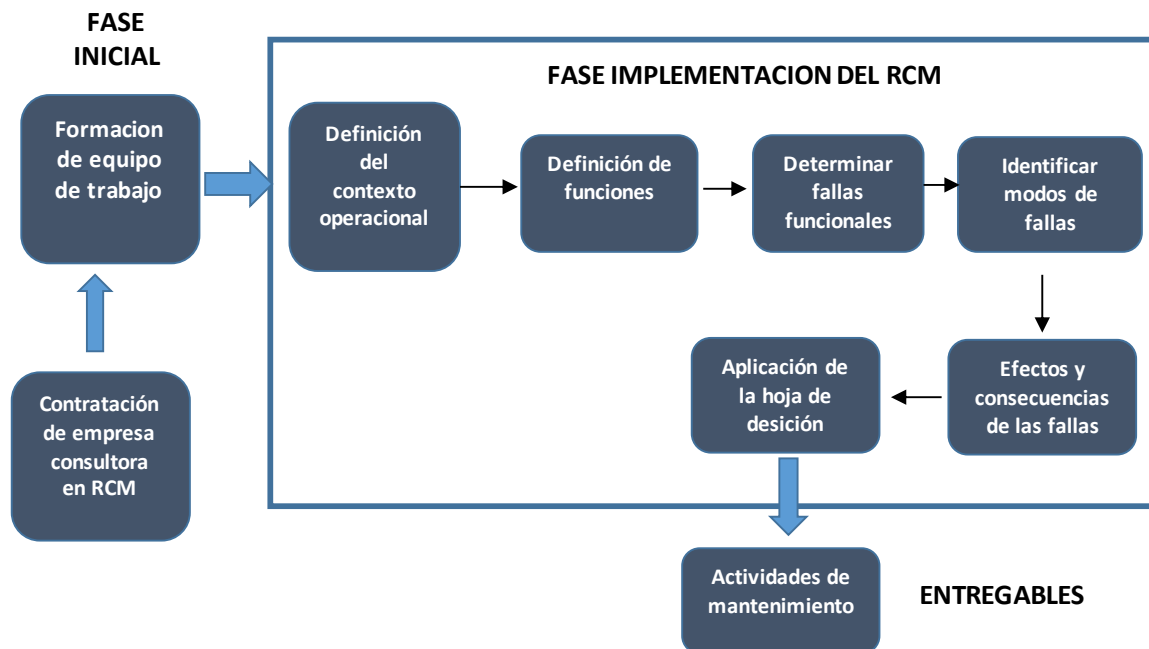 FASE
INICIAL
FASE IMPLEMENTACION DEL RCM
Formacion
de equipo
de trabajo
Definición
del
contexto
operacional
Definición de
funciones
Determinar
fallas
funcionales
Identificar
modos de
fallas
Contratación
de empresa
consultora
en RCM
Aplicación de
la hoja de
desición
Efectos y
consecuencias
de las fallas
Actividades de
mantenimiento
ENTREGABLES